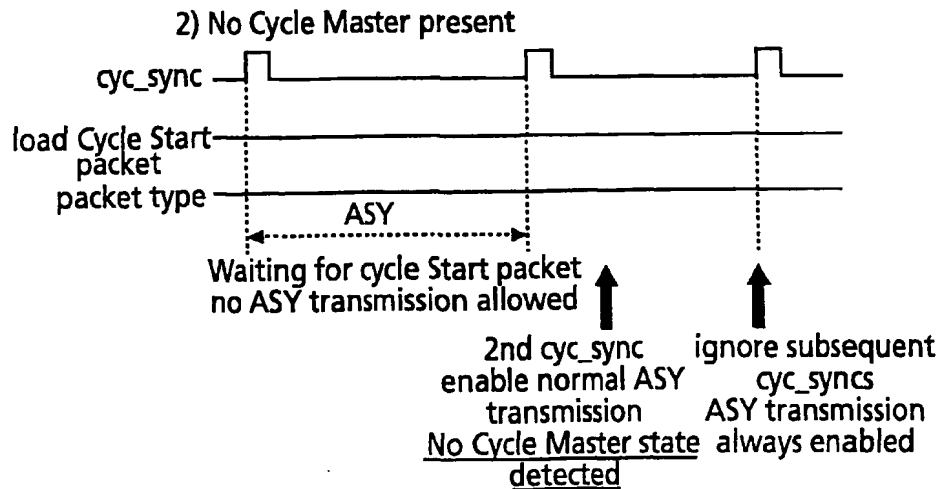 2) No Cycle Master present
cyc_sync
load Cycle Start
packet
packet type
ASY
Waiting for cycle Start packet
no ASY transmission allowed
2nd cyc_sync
enable normal ASY
transmission
No Cycle Master state
detected
ignore subsequent
cyc_syncs
ASY transmission
always enabled